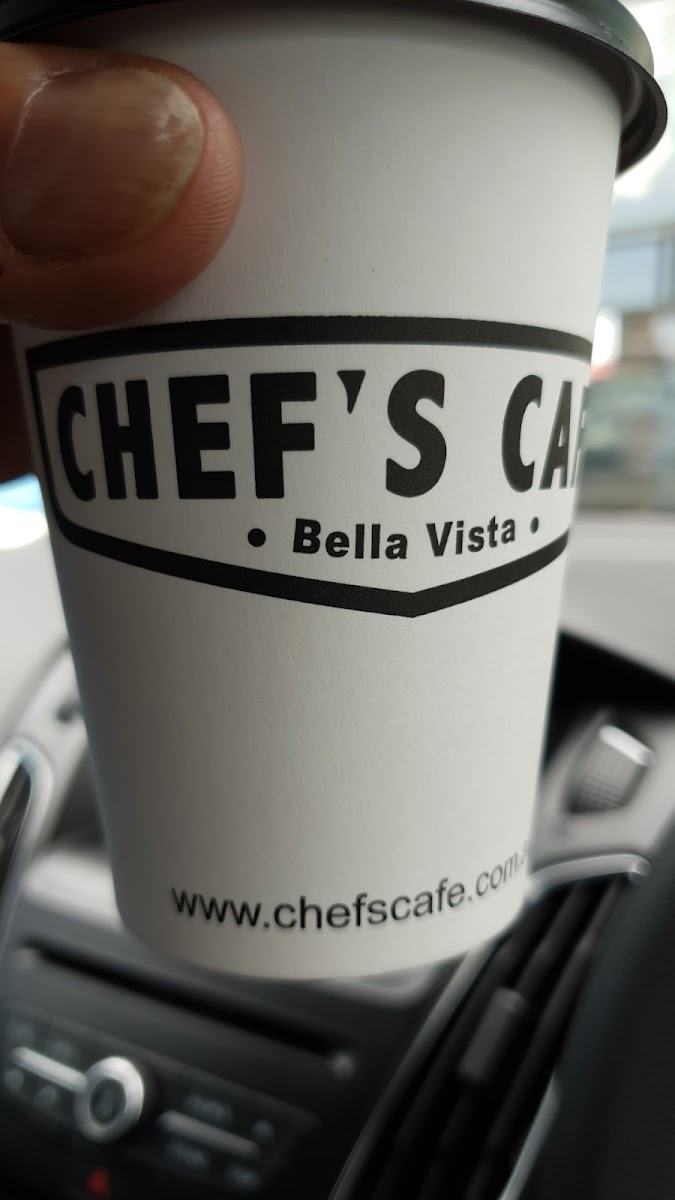 CHEF'S CAF
• Bella Vista •
www.chefscafe.com.